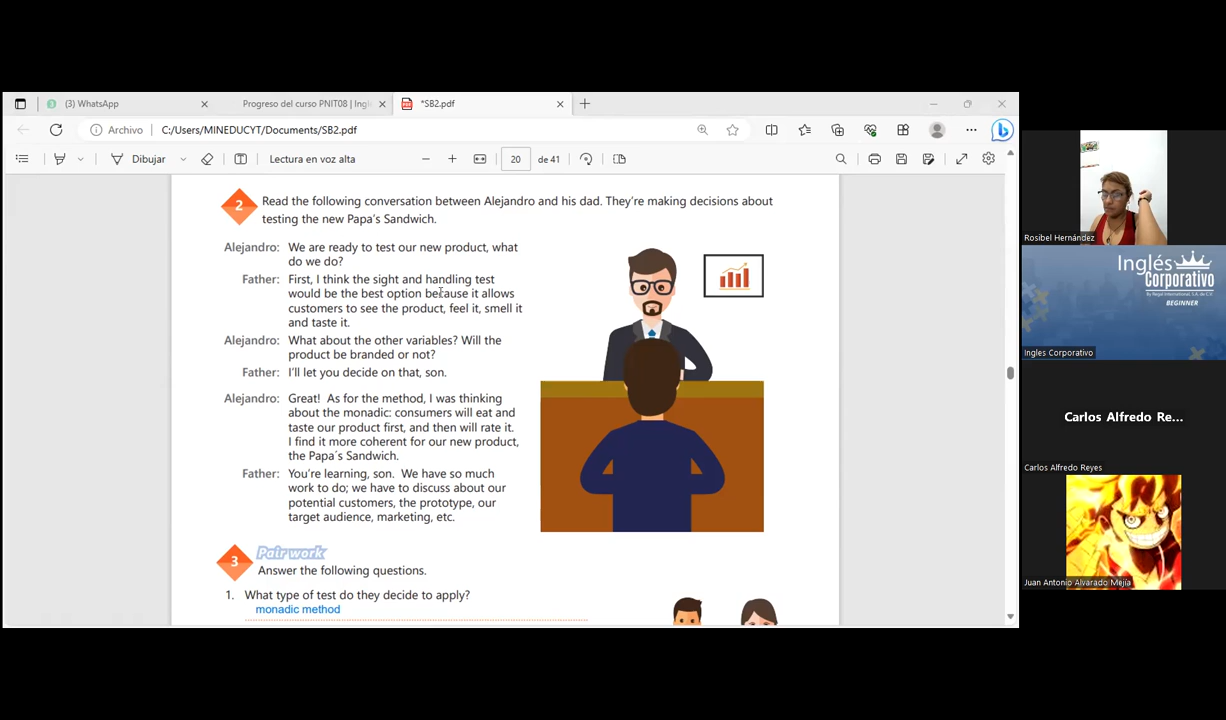 (3) WhatsApp
Progreso del curso PNIT08 | Ingl
*SB2.pdf
Archivo
C:/Users/MINEDUCYT/Documents/SB2.pdf
Dibujar
Lectura en voz alta
20
de 41
2
Read the following conversation between Alejandro and his dad. They're making decisions about
testing the new Papa's Sandwich.
Alejandro: We are ready to test our new product, what
do we do?
Father: First, I think the sight and handling test
would be the best option because it allows
customers to see the product, feel it, smell it
and taste it.
Alejandro: What about the other variables? Will the
product be branded or not?
Father: I'll let you decide on that, son.
Alejandro: Great! As for the method, I was thinking
about the monadic: consumers will eat and
taste our product first, and then will rate it.
I find it more coherent for our new product,
the Papa´s Sandwich.
Father: You're learning, son. We have so much
work to do; we have to discuss about our
potential customers, the prototype, our
target audience, marketing, etc.
3
Pair work
Answer the following questions.
1. What type of test do they decide to apply?
monadic method
Rosibel Hernández
Inglés
Corporativo
By Regal International, S.A. de C.V.
BEGINNER
Ingles Corporativo
Carlos Alfredo Re...
Carlos Alfredo Reyes
Juan Antonio Alvarado Mejía